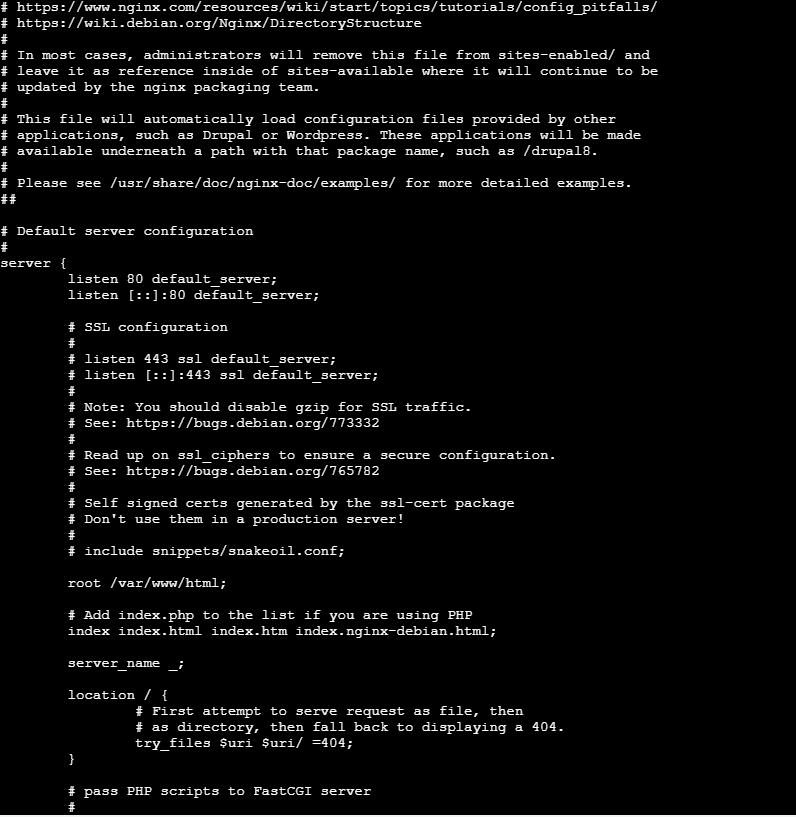 # https://www.nginx.com/resources/wiki/start/topics/tutorials/config_pitfalls/
# https://wiki.debian.org/Nginx/DirectoryStructure
#
# In most cases, administrators will remove this file from sites-enabled/ and
# leave it as reference inside of sites-available where it will continue to be
# updated by the nginx packaging team.
#
# This file will automatically load configuration files provided by other
# applications, such as Drupal or Wordpress. These applications will be made
# available underneath a path with that package name, such as /drupal8.
#
# Please see /usr/share/doc/nginx-doc/examples/ for more detailed examples.
##

# Default server configuration
#
server {
        listen 80 default_server;
        listen [::]:80 default_server;

        # SSL configuration
        #
        # listen 443 ssl default_server;
        # listen [::]:443 ssl default_server;
        #
        # Note: You should disable gzip for SSL traffic.
        # See: https://bugs.debian.org/773332
        #
        # Read up on ssl_ciphers to ensure a secure configuration.
        # See: https://bugs.debian.org/765782
        #
        # Self signed certs generated by the ssl-cert package
        # Don't use them in a production server!
        #
        # include snippets/snakeoil.conf;

        root /var/www/html;

        # Add index.php to the list if you are using PHP
        index index.html index.htm index.nginx-debian.html;

        server_name _;

        location / {
                # First attempt to serve request as file, then
                # as directory, then fall back to displaying a 404.
                try_files $uri $uri/ =404;
        }

        # pass PHP scripts to FastCGI server
        #